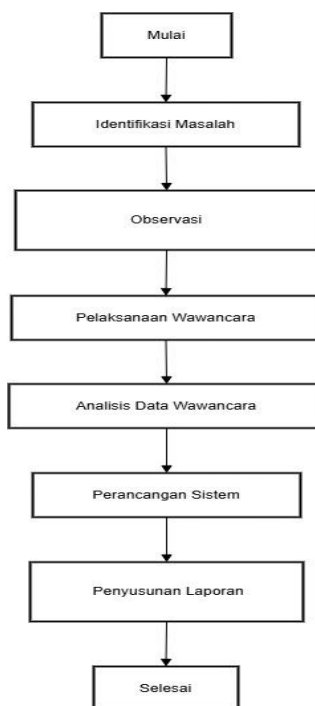 Mulai
Identifikasi Masalah
Observasi
Pelaksanaan Wawancara
Analisis Data Wawancara
Perancangan Sistem
Penyusunan Laporan
Selesai